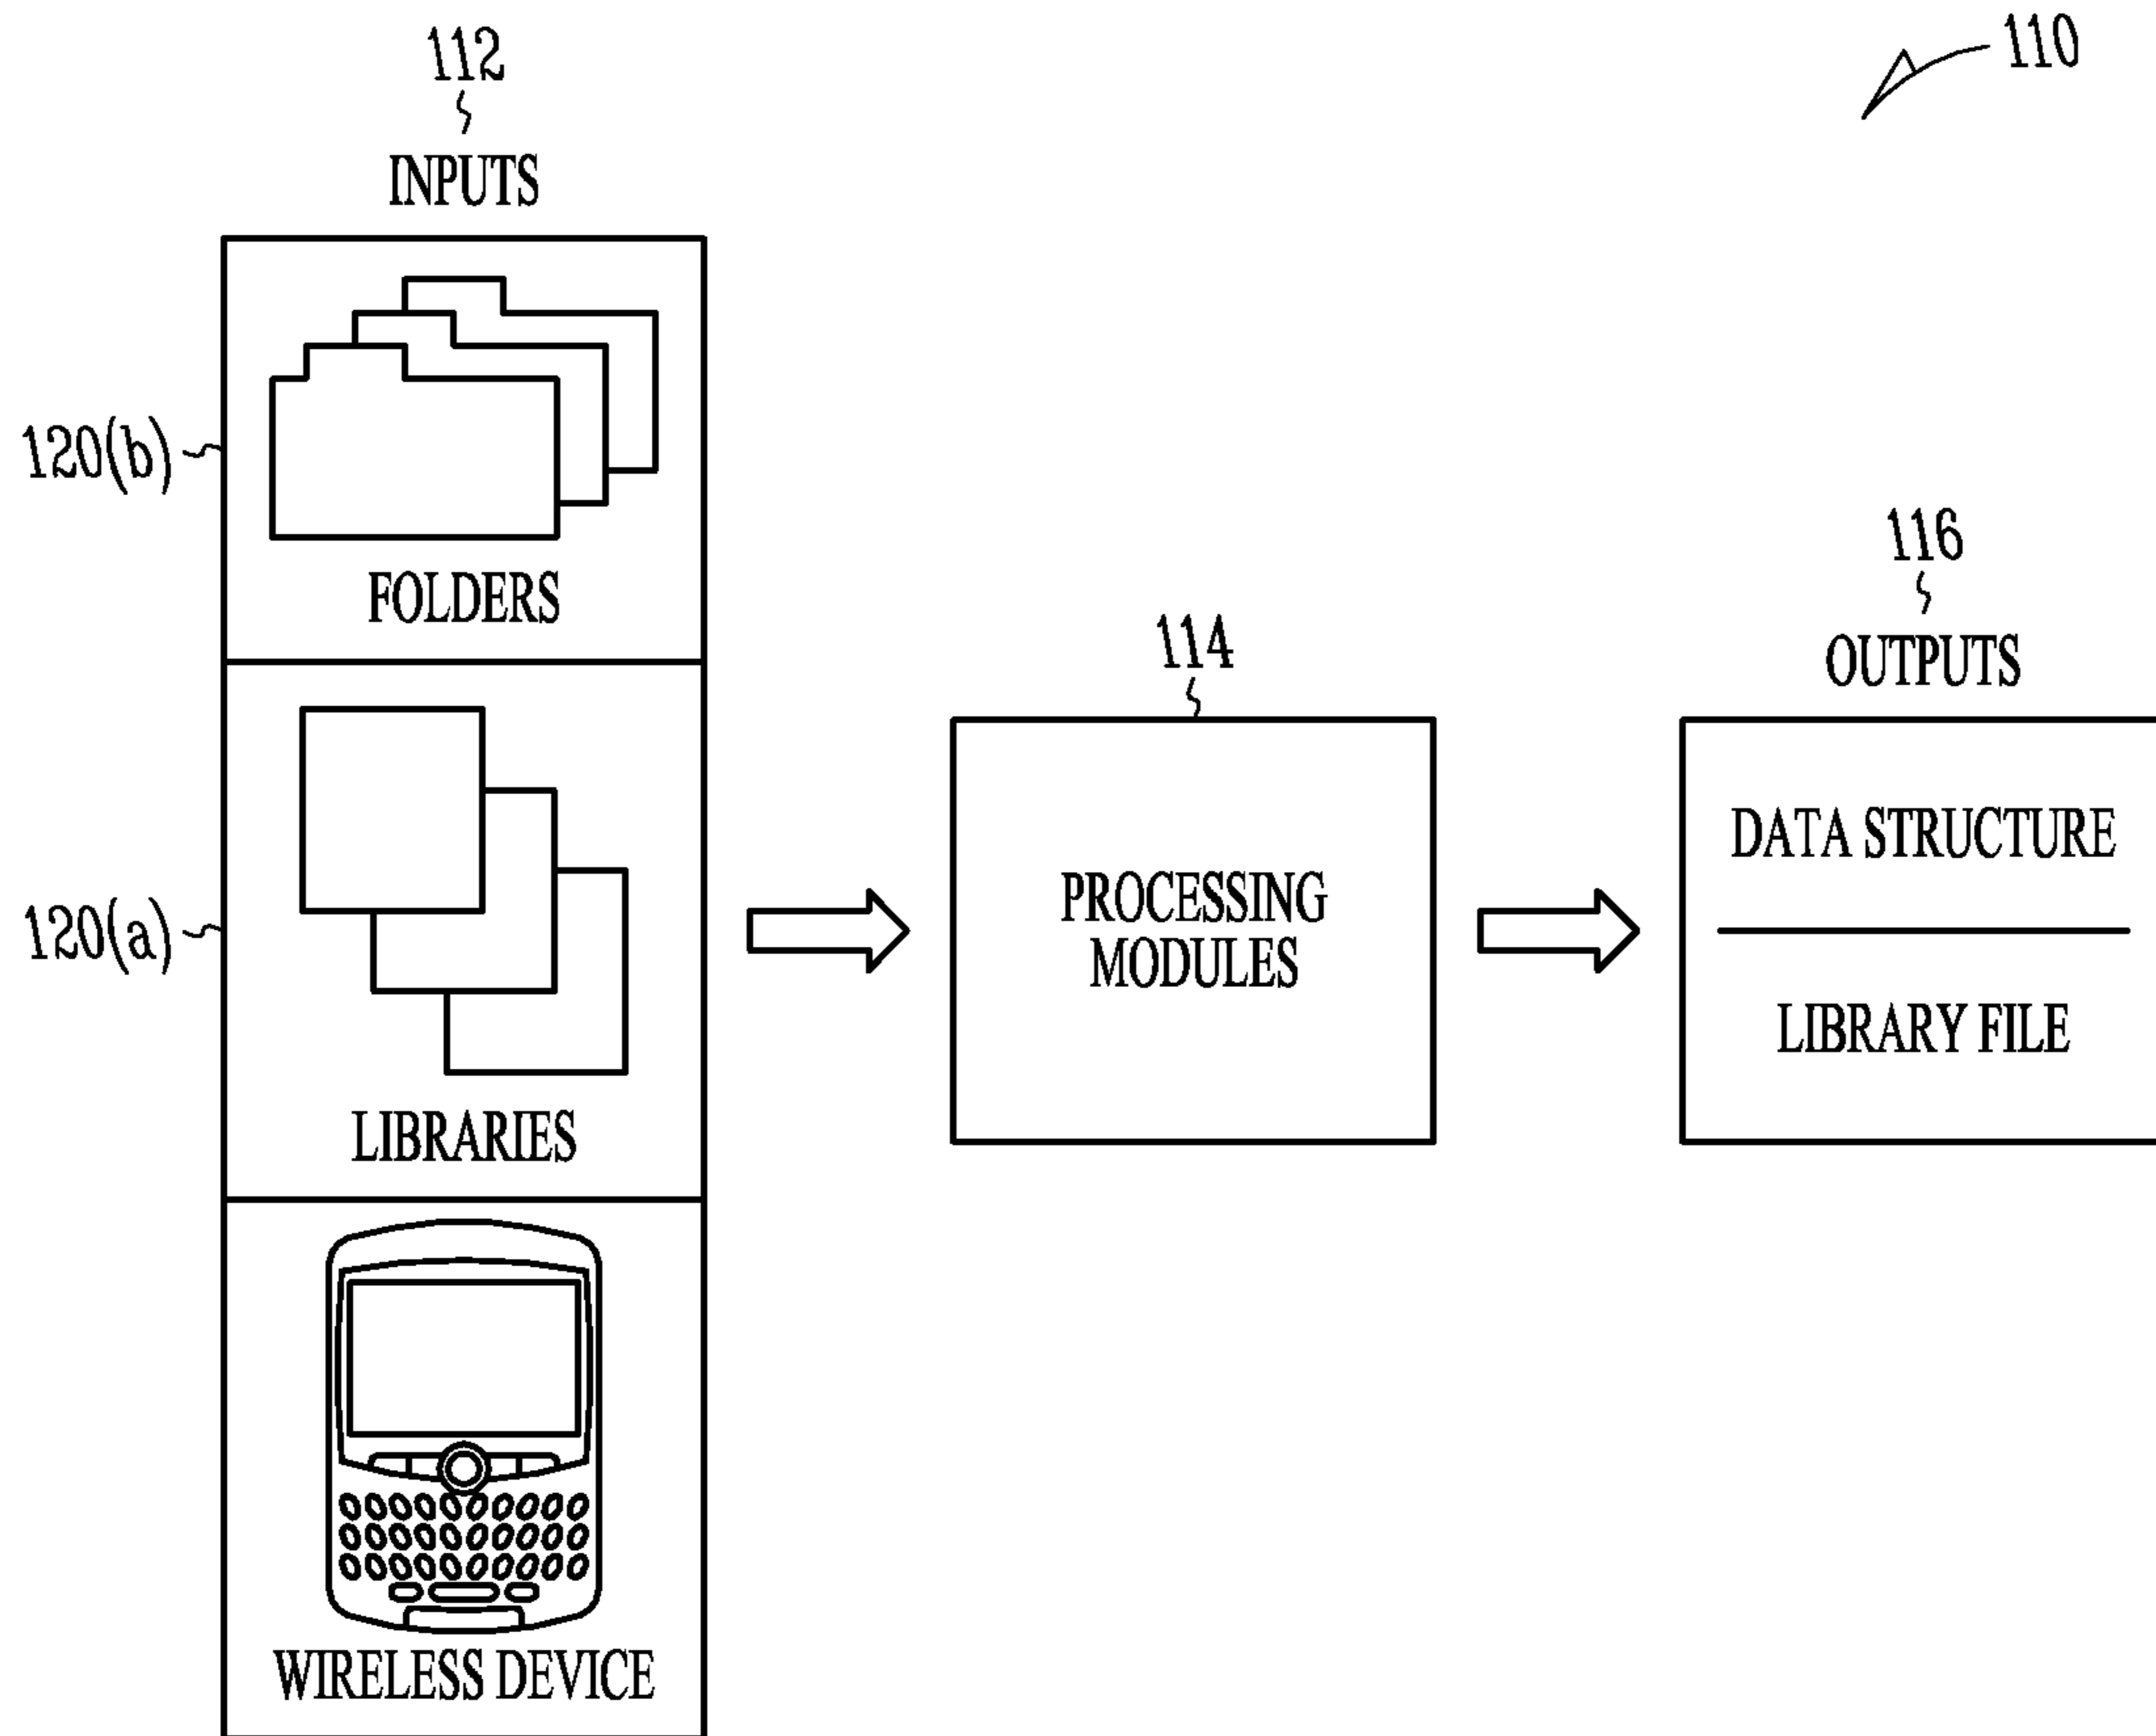 110
112
INPUTS
120(b)
FOLDERS
120(a)
LIBRARIES
WIRELESS DEVICE
114
PROCESSING
MODULES
116
OUTPUTS
DATA STRUCTURE
LIBRARY FILE